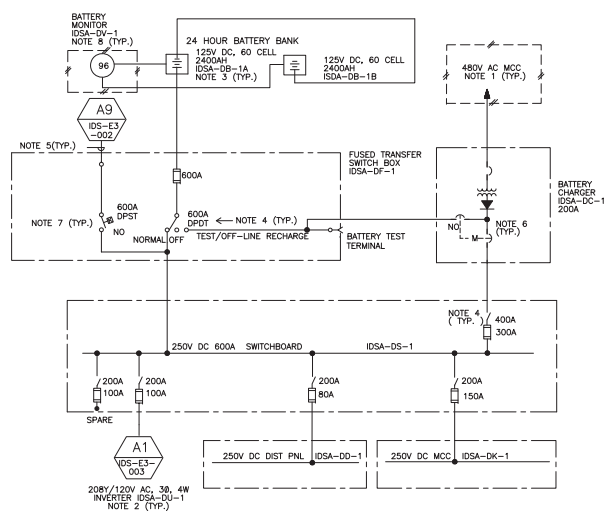 BATTERY
MONITOR
IDSA-DV-1
NOTE 8 (TYP.)
96
24 HOUR BATTERY BANK
125V DC, 60 CELL
2400AH
IDSA-DB-1A
NOTE 3 (TYP.)
125V DC, 60 CELL
2400AH
ISDA-DB-1B
480V AC MCC
NOTE 1 (TYP.)
A9
IDS-E3
-002
NOTE 5(TYP.)
FUSED TRANSFER
SWITCH BOX
IDSA-DF-1
600A
BATTERY
CHARGER
IDSA-DC-1
200A
600A
DPST
NOTE 7 (TYP.)
NO
600A
DPDT
NOTE 4 (TYP.)
NORMAL
OFF
TEST/OFF-LINE RECHARGE
BATTERY TEST
TERMINAL
NO
M
NOTE 6
(TYP.)
NOTE 4
( TYP. )
400A
300A
250V DC 600A SWITCHBOARD IDSA-DS-1
200A
100A
SPARE
200A
100A
200A
80A
200A
150A
A1
IDS-E3-
003
250V DC DIST PNL IDSA-DD-1
250V DC MCC IDSA-DK-1
208Y/120V AC, 3Ø, 4W
INVERTER IDSA-DU-1
NOTE 2 (TYP.)